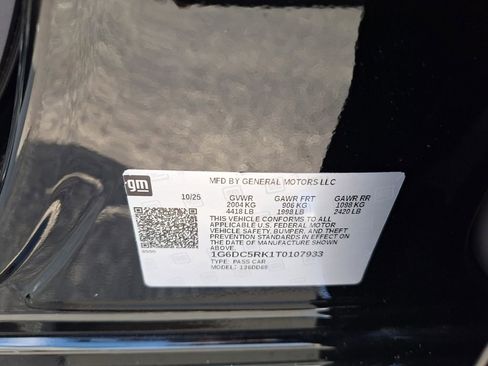 gm
MFD BY GENERAL MOTORS LLC
10/25 GVWR GAWR FRT GAWR RR
2004 KG 906 KG 1098 KG
4418 LB 1998 LB 2420 LB
THIS VEHICLE CONFORMS TO ALL
APPLICABLE U.S. FEDERAL MOTOR
VEHICLE SAFETY, BUMPER, AND THEFT
PREVENTION STANDARDS IN EFFECT ON
THE DATE OF MANUFACTURE SHOWN
ABOVE.
1G6DC5RK1T0107933
TYPE: PASS CAR
MODEL: